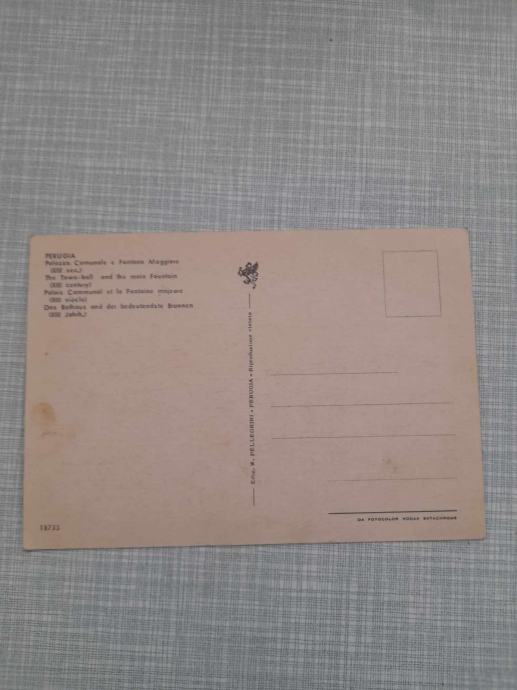 PERUGIA
Palazzo Comunale e Fontana Maggiore
(XIII sec.)
The Town-hall and the main Fountain
(XIII century)
Palais Communal et la Fontaine majeure
(XIII siècle)
Das Rathaus und der bedeutendste Brunnen
(XIII Jahrh.)
Ediz. W. PELLEGRINI - PERUGIA - Riproduzione vietata
18733
DA FOTOCOLOR KODAK EKTACHROME